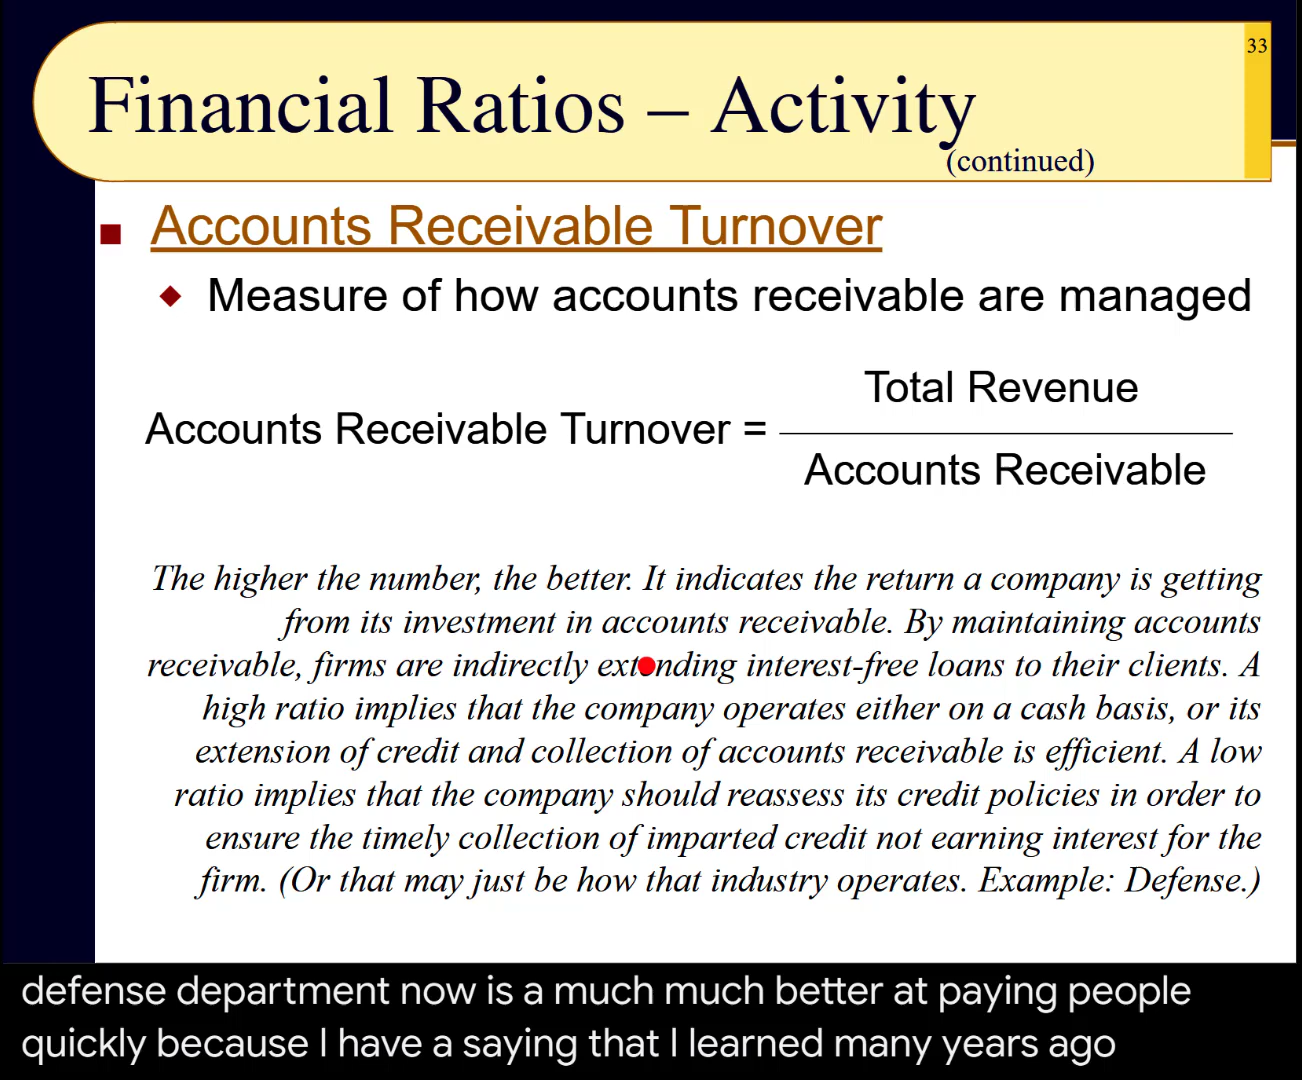 33
Financial Ratios – Activity
(continued)
Accounts Receivable Turnover
Measure of how accounts receivable are managed
Total Revenue
Accounts Receivable Turnover =
Accounts Receivable
The higher the number, the better. It indicates the return a company is getting
from its investment in accounts receivable. By maintaining accounts
receivable, firms are indirectly extending interest-free loans to their clients. A
high ratio implies that the company operates either on a cash basis, or its
extension of credit and collection of accounts receivable is efficient. A low
ratio implies that the company should reassess its credit policies in order to
ensure the timely collection of imparted credit not earning interest for the
firm. (Or that may just be how that industry operates. Example: Defense.)
defense department now is a much much better at paying people
quickly because I have a saying that I learned many years ago